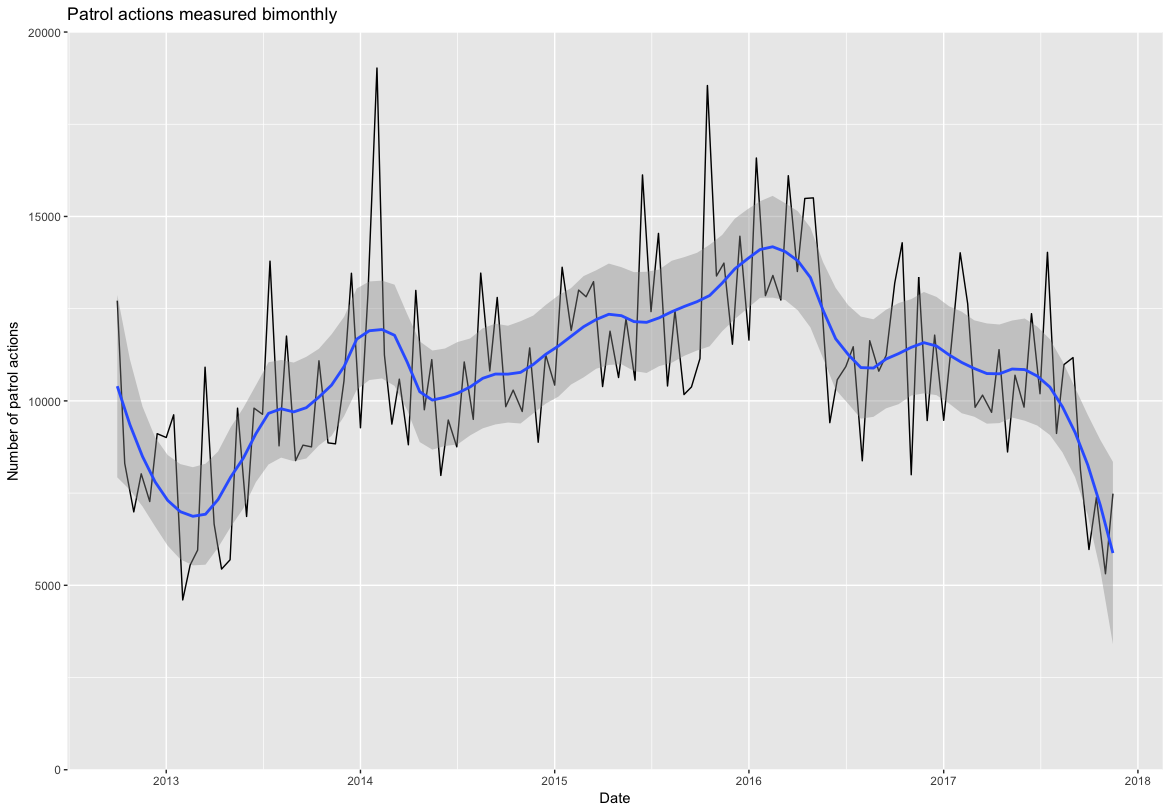 Patrol actions measured bimonthly
Number of patrol actions
20000
15000
10000
5000
0
2013 2014 2015 2016 2017 2018
Date